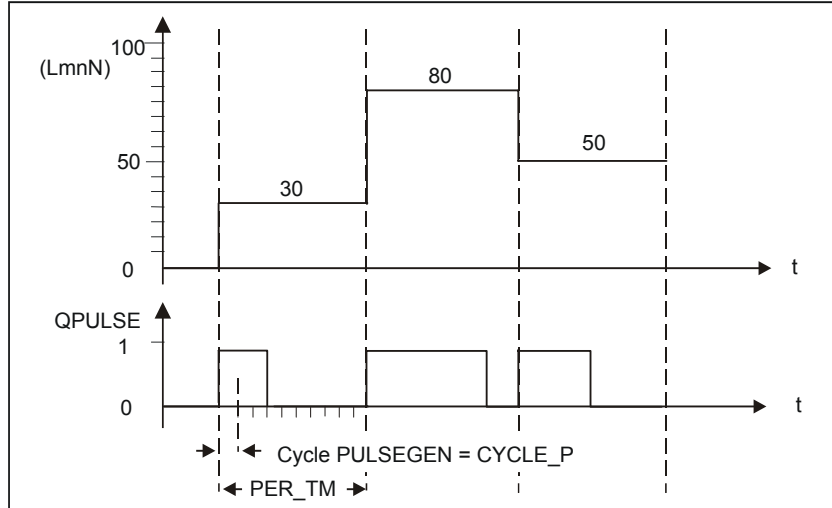 100
(LmnN)
80
50
50
30
0
t
QPULSE
1
0
t
Cycle PULSEGEN = CYCLE_P
PER_TM